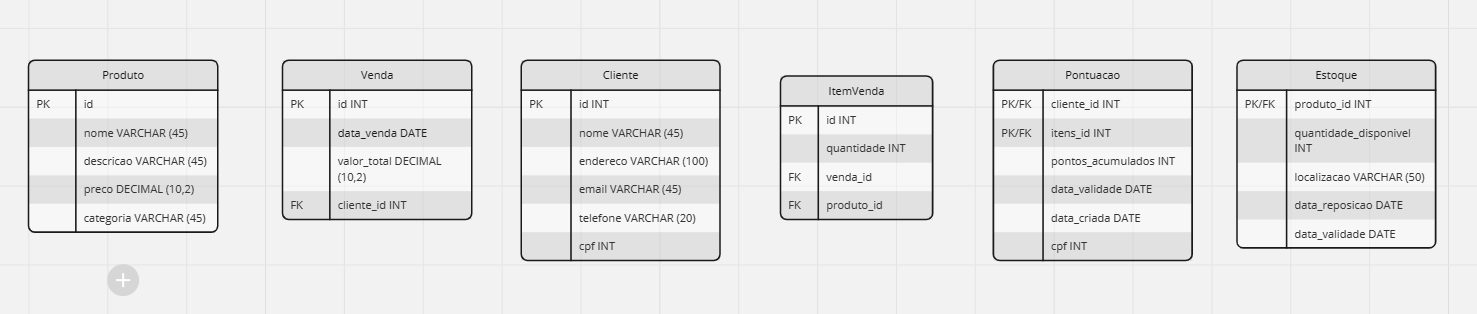 Produto
PK id
nome VARCHAR (45)
descricao VARCHAR (45)
preco DECIMAL (10,2)
categoria VARCHAR (45)
Venda
PK id INT
data_venda DATE
valor_total DECIMAL
(10,2)
FK cliente_id INT
Cliente
PK id INT
nome VARCHAR (45)
endereco VARCHAR (100)
email VARCHAR (45)
telefone VARCHAR (20)
cpf INT
ItemVenda
PK id INT
quantidade INT
FK venda_id
FK produto_id
Pontuacao
PK/FK cliente_id INT
PK/FK itens_id INT
pontos_acumulados INT
data_validade DATE
data_criada DATE
cpf INT
Estoque
PK/FK produto_id INT
quantidade_disponivel
INT
localizacao VARCHAR (50)
data_reposicao DATE
data_validade DATE